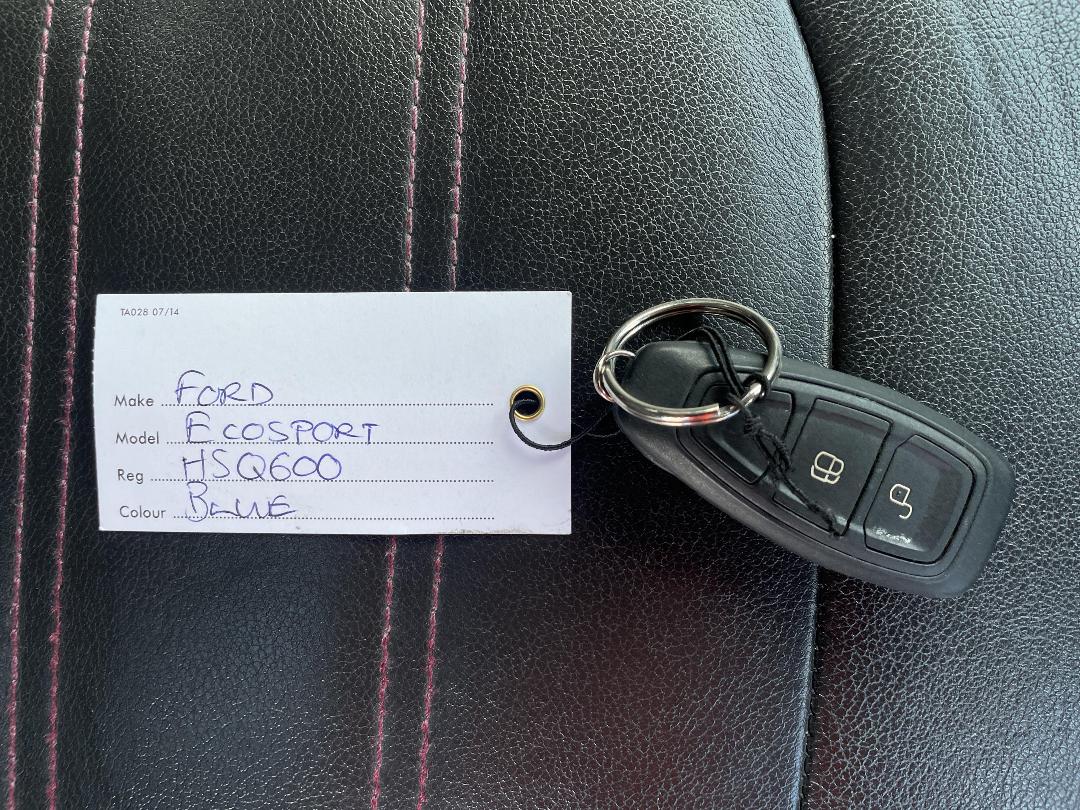 TA028 07/14
Make FORD
Model ECOSPORT
Reg HSQ600
Colour BLUE